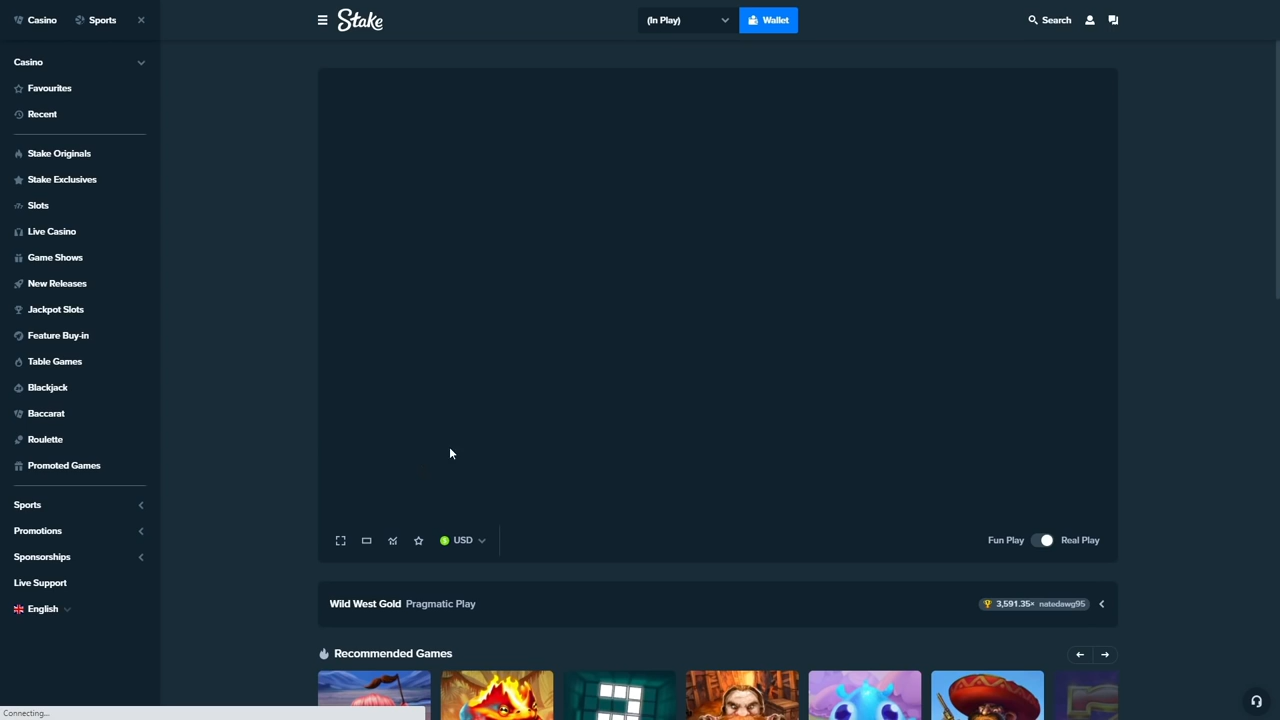 Casino
Sports
Stake
(In Play)
Wallet
Search
Casino
Favourites
Recent
Stake Originals
Stake Exclusives
Slots
Live Casino
Game Shows
New Releases
Jackpot Slots
Feature Buy-in
Table Games
Blackjack
Baccarat
Roulette
Promoted Games
Sports
Promotions
Sponsorships
Live Support
English
USD
Fun Play
Real Play
Wild West Gold Pragmatic Play
3,591.35× natedawg95
Recommended Games
Connecting...